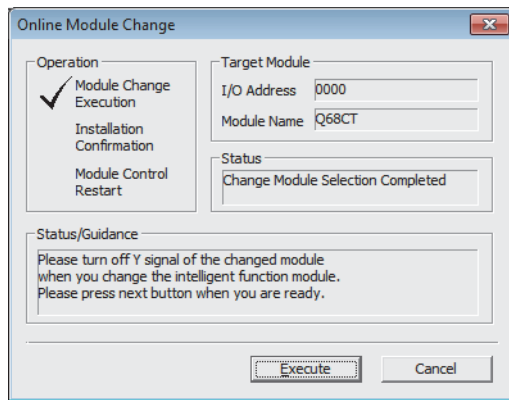 Online Module Change
Operation
Module Change
Execution
Installation
Confirmation
Module Control
Restart
Target Module
I/O Address 0000
Module Name Q68CT
Status
Change Module Selection Completed
Status/Guidance
Please turn off Y signal of the changed module
when you change the intelligent function module.
Please press next button when you are ready.
Execute Cancel